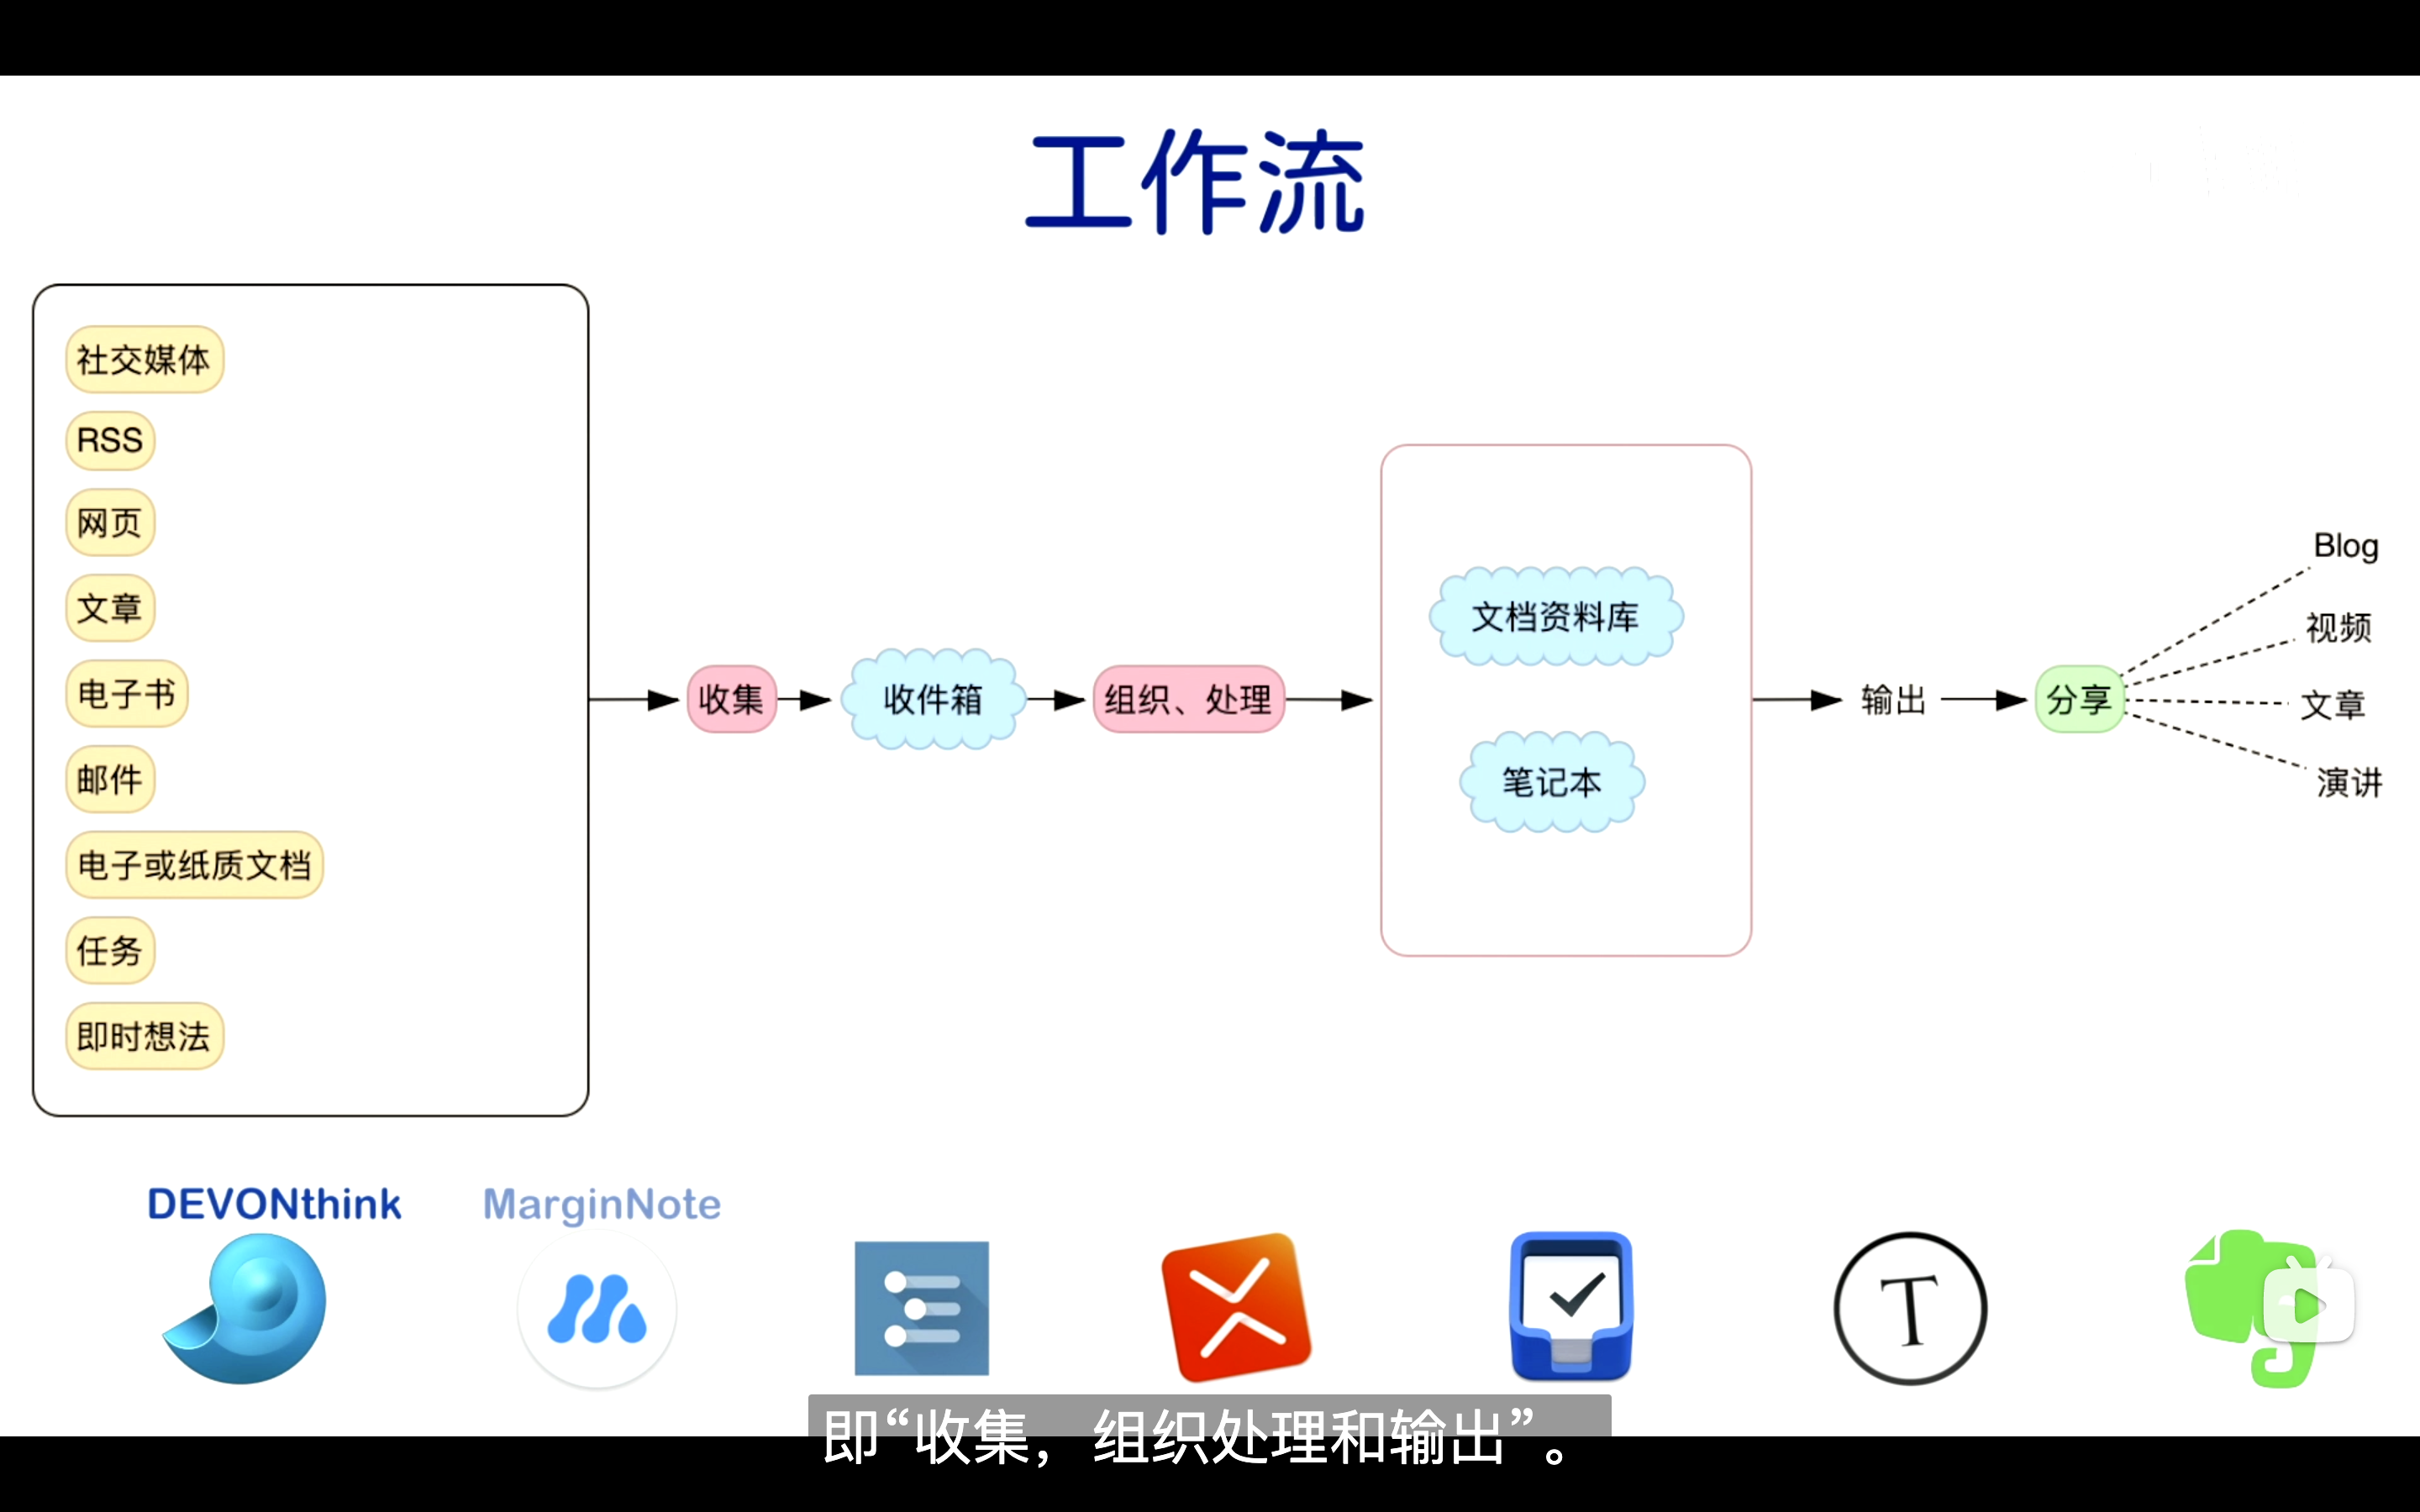 工作流
社交媒体
RSS
网页
文章
电子书
邮件
电子或纸质文档
任务
即时想法
收集
收件箱
组织、处理
文档资料库
笔记本
输出
分享
Blog
视频
文章
演讲
DEVONthink
MarginNote
T
即“收集，组织处理和输出”。